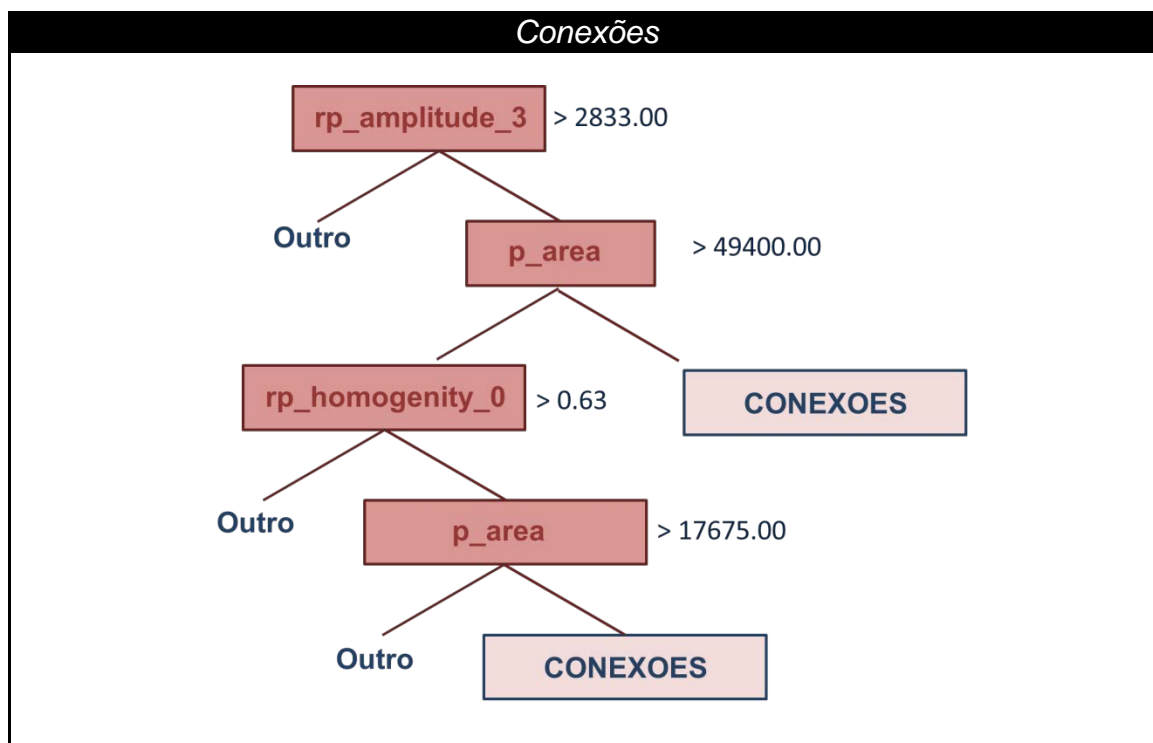 Conexões
rp_amplitude_3 > 2833.00
Outro
p_area > 49400.00
rp_homogenity_0 > 0.63
CONEXOES
Outro
p_area > 17675.00
Outro
CONEXOES